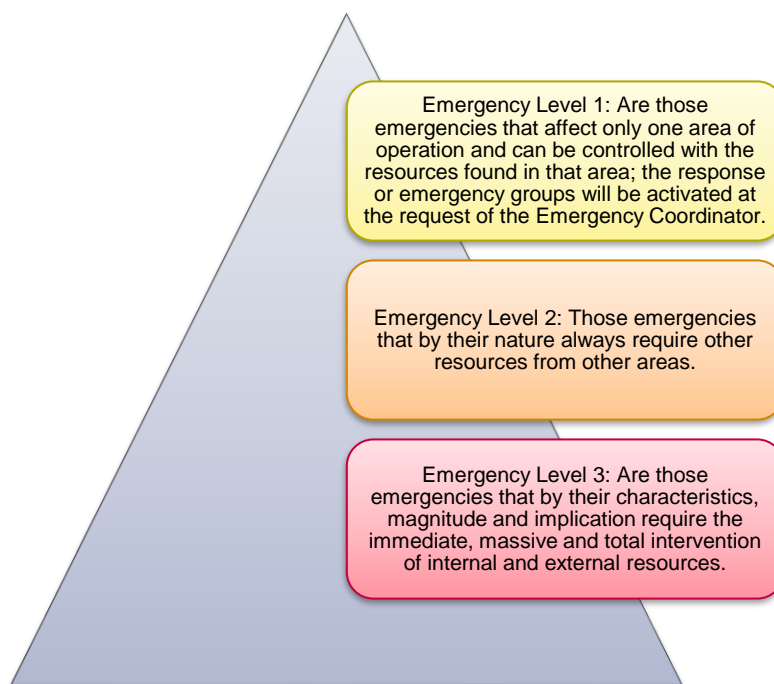 Emergency Level 1: Are those
emergencies that affect only one area of
operation and can be controlled with the
resources found in that area; the response
or emergency groups will be activated at
the request of the Emergency Coordinator.
Emergency Level 2: Those emergencies
that by their nature always require other
resources from other areas.
Emergency Level 3: Are those
emergencies that by their characteristics,
magnitude and implication require the
immediate, massive and total intervention
of internal and external resources.